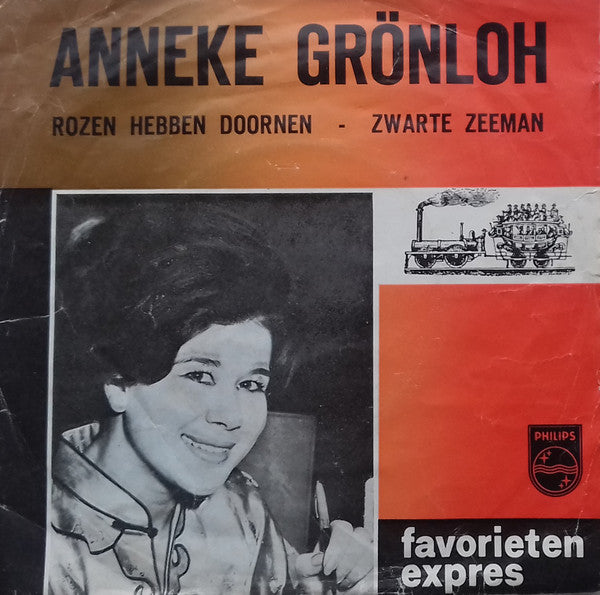 ANNEKE GRÖNLOH
ROZEN HEBBEN DOORNEN - ZWARTE ZEEMAN
PHILIPS
favorieten
expres